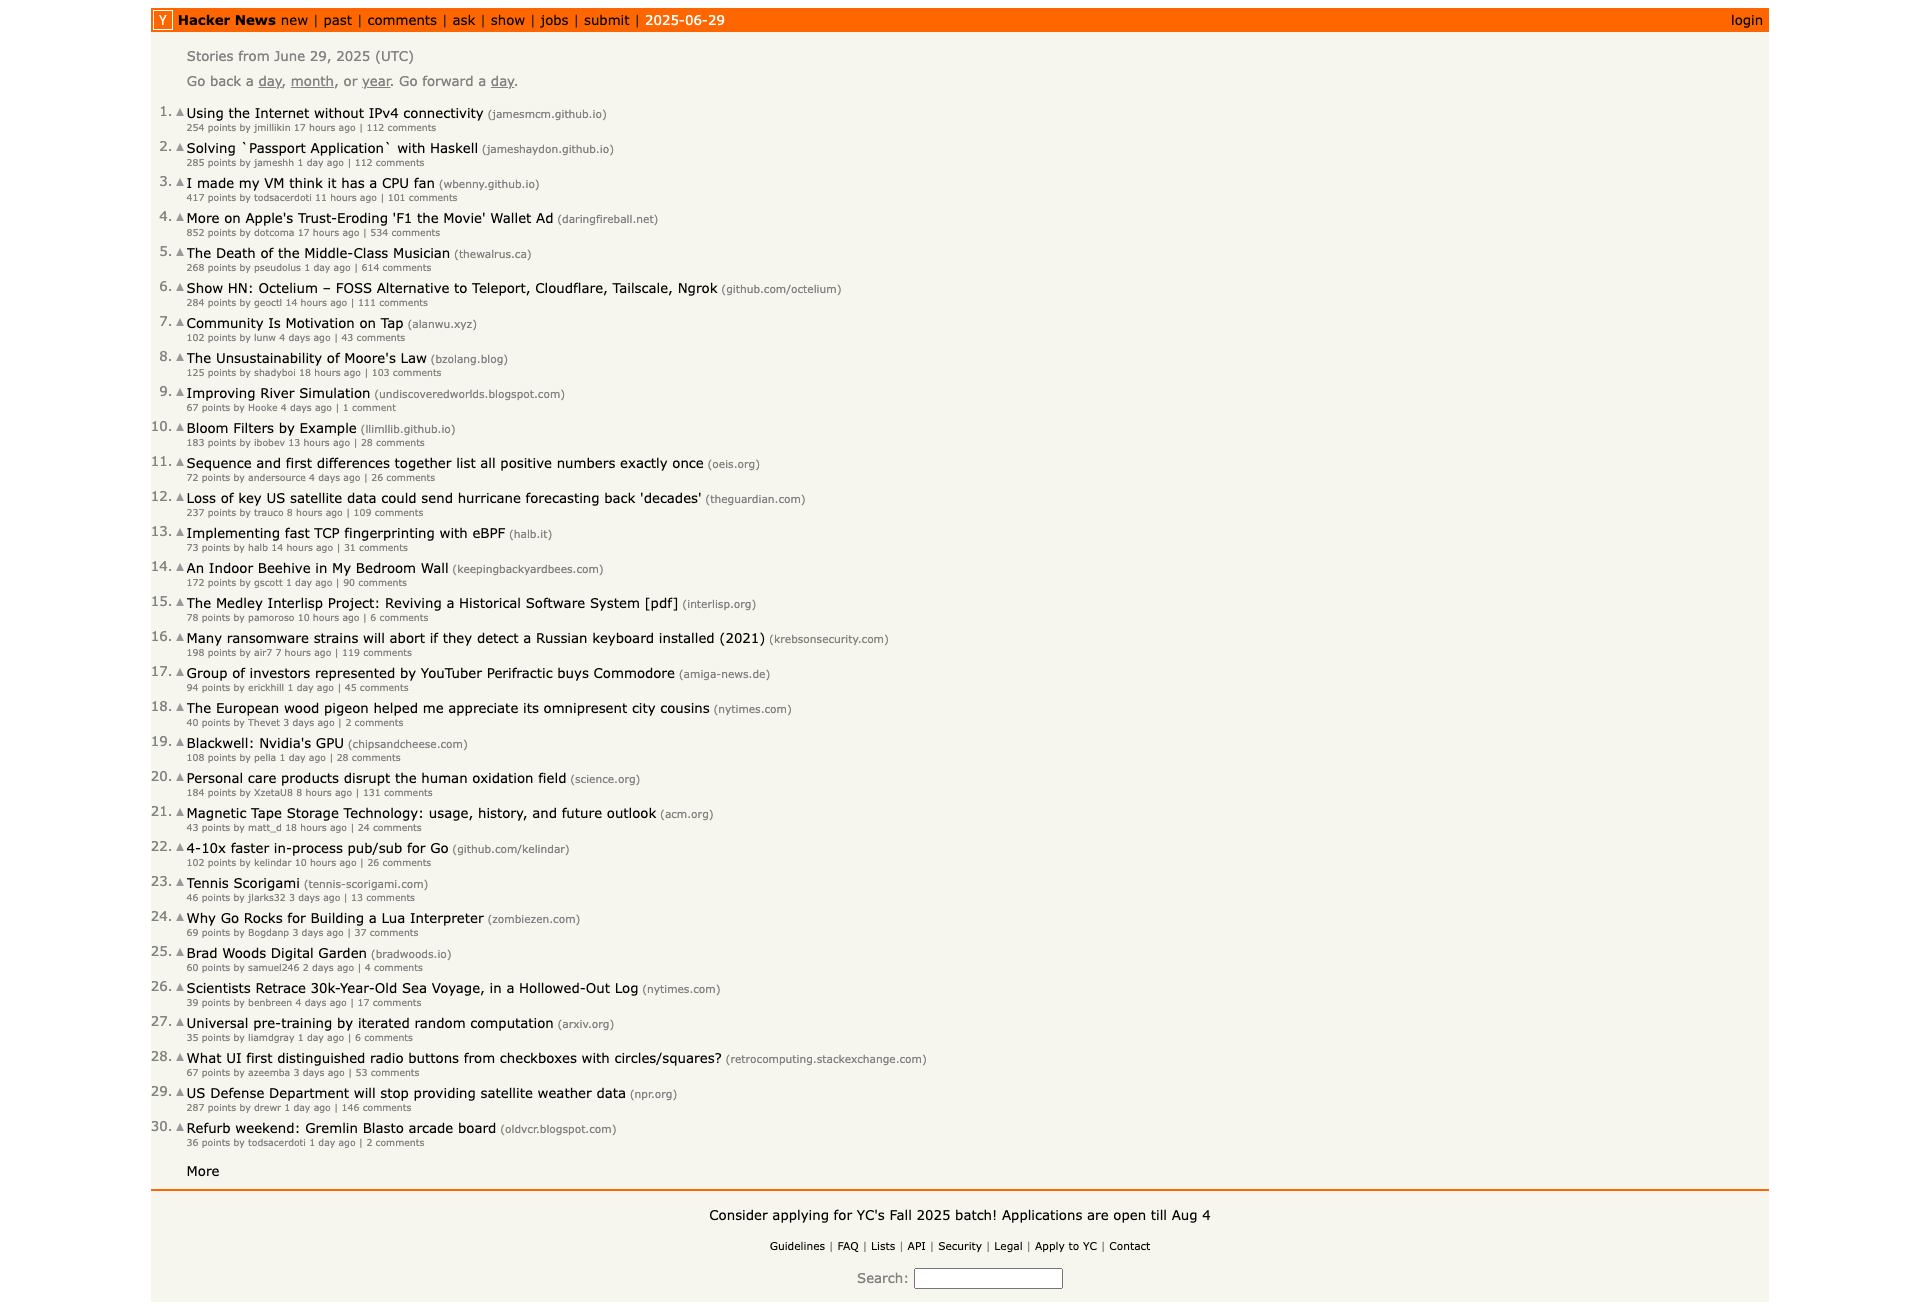 Y Hacker News new | past | comments | ask | show | jobs | submit | 2025-06-29 login
Stories from June 29, 2025 (UTC)
Go back a day, month, or year. Go forward a day.
1. ▲ Using the Internet without IPv4 connectivity (jamesmcm.github.io)
254 points by jmillikin 17 hours ago | 112 comments
2. ▲ Solving `Passport Application` with Haskell (jameshaydon.github.io)
285 points by jameshh 1 day ago | 112 comments
3. ▲ I made my VM think it has a CPU fan (wbenny.github.io)
417 points by todsacerdoti 11 hours ago | 101 comments
4. ▲ More on Apple's Trust-Eroding 'F1 the Movie' Wallet Ad (daringfireball.net)
852 points by dotcoma 17 hours ago | 534 comments
5. ▲ The Death of the Middle-Class Musician (thewalrus.ca)
268 points by pseudolus 1 day ago | 614 comments
6. ▲ Show HN: Octelium – FOSS Alternative to Teleport, Cloudflare, Tailscale, Ngrok (github.com/octelium)
284 points by geoctl 14 hours ago | 111 comments
7. ▲ Community Is Motivation on Tap (alanwu.xyz)
102 points by lunw 4 days ago | 43 comments
8. ▲ The Unsustainability of Moore's Law (bzolang.blog)
125 points by shadyboi 18 hours ago | 103 comments
9. ▲ Improving River Simulation (undiscoveredworlds.blogspot.com)
67 points by Hooke 4 days ago | 1 comment
10. ▲ Bloom Filters by Example (llimllib.github.io)
183 points by ibobev 13 hours ago | 28 comments
11. ▲ Sequence and first differences together list all positive numbers exactly once (oeis.org)
72 points by andersource 4 days ago | 26 comments
12. ▲ Loss of key US satellite data could send hurricane forecasting back 'decades' (theguardian.com)
237 points by trauco 8 hours ago | 109 comments
13. ▲ Implementing fast TCP fingerprinting with eBPF (halb.it)
73 points by halb 14 hours ago | 31 comments
14. ▲ An Indoor Beehive in My Bedroom Wall (keepingbackyardbees.com)
172 points by gscott 1 day ago | 90 comments
15. ▲ The Medley Interlisp Project: Reviving a Historical Software System [pdf] (interlisp.org)
78 points by pamoroso 10 hours ago | 6 comments
16. ▲ Many ransomware strains will abort if they detect a Russian keyboard installed (2021) (krebsonsecurity.com)
198 points by air7 7 hours ago | 119 comments
17. ▲ Group of investors represented by YouTuber Perifractic buys Commodore (amiga-news.de)
94 points by erickhill 1 day ago | 45 comments
18. ▲ The European wood pigeon helped me appreciate its omnipresent city cousins (nytimes.com)
40 points by Thevet 3 days ago | 2 comments
19. ▲ Blackwell: Nvidia's GPU (chipsandcheese.com)
108 points by pella 1 day ago | 28 comments
20. ▲ Personal care products disrupt the human oxidation field (science.org)
184 points by XzetaU8 8 hours ago | 131 comments
21. ▲ Magnetic Tape Storage Technology: usage, history, and future outlook (acm.org)
43 points by matt_d 18 hours ago | 24 comments
22. ▲ 4-10x faster in-process pub/sub for Go (github.com/kelindar)
102 points by kelindar 10 hours ago | 26 comments
23. ▲ Tennis Scorigami (tennis-scorigami.com)
46 points by jlarks32 3 days ago | 13 comments
24. ▲ Why Go Rocks for Building a Lua Interpreter (zombiezen.com)
69 points by Bogdanp 3 days ago | 37 comments
25. ▲ Brad Woods Digital Garden (bradwoods.io)
60 points by samuel246 2 days ago | 4 comments
26. ▲ Scientists Retrace 30k-Year-Old Sea Voyage, in a Hollowed-Out Log (nytimes.com)
39 points by benbreen 4 days ago | 17 comments
27. ▲ Universal pre-training by iterated random computation (arxiv.org)
35 points by liamdgray 1 day ago | 6 comments
28. ▲ What UI first distinguished radio buttons from checkboxes with circles/squares? (retrocomputing.stackexchange.com)
67 points by azeemba 3 days ago | 53 comments
29. ▲ US Defense Department will stop providing satellite weather data (npr.org)
287 points by drewr 1 day ago | 146 comments
30. ▲ Refurb weekend: Gremlin Blasto arcade board (oldvcr.blogspot.com)
36 points by todsacerdoti 1 day ago | 2 comments
More
Consider applying for YC's Fall 2025 batch! Applications are open till Aug 4
Guidelines | FAQ | Lists | API | Security | Legal | Apply to YC | Contact
Search: